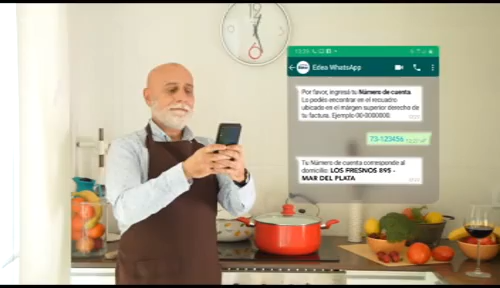 Edea WhatsApp
Por favor, ingresá tu Número de cuenta.
Lo podés encontrar en el recuadro
ubicado en el márgen superior derecho de
tu factura. Ejemplo 00-0000000.
73-123456
Tu Número de cuenta corresponde al
domicilio: LOS FRESNOS 895 -
MAR DEL PLATA